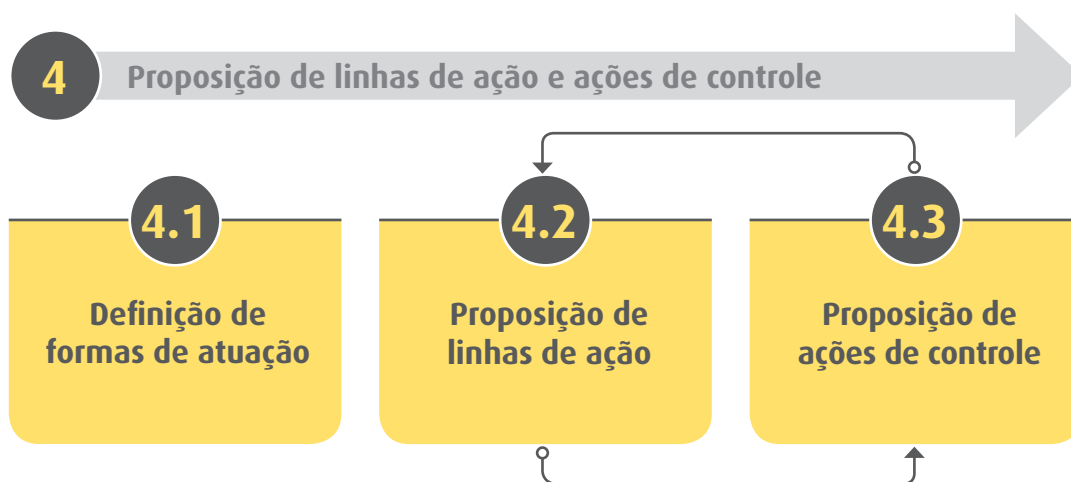 4
Proposição de linhas de ação e ações de controle
4.1
Definição de
formas de atuação
4.2
Proposição de
linhas de ação
4.3
Proposição de
ações de controle